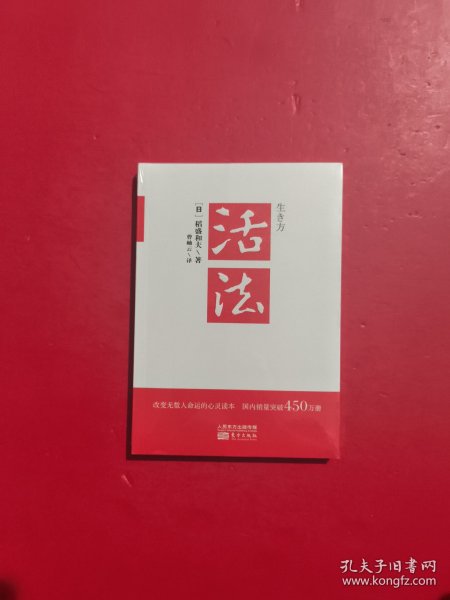 生き方
活法
[日] 稻盛和夫\著
曹岫云\译
改变无数人命运的心灵读本 国内销量突破450万册
人民东方出版传媒
东方出版社
孔夫子旧书网
www.kongfz.com